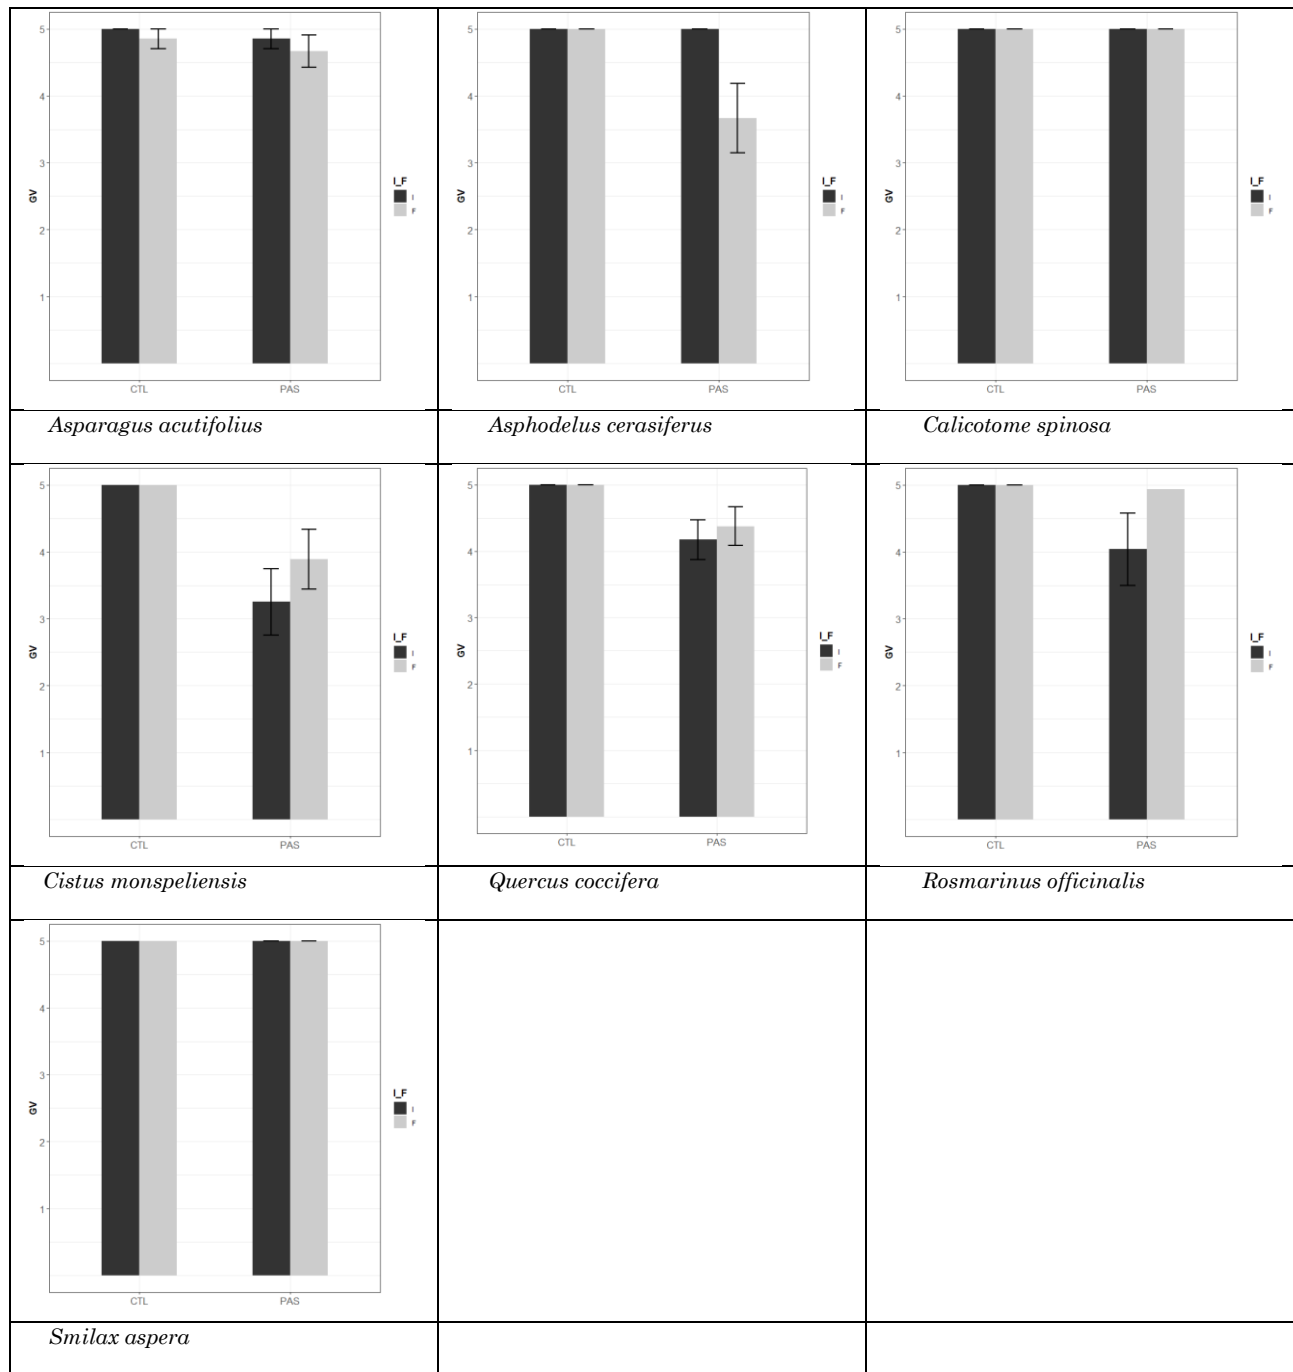 5
4
3
2
1
GV
CTL
PAS
I_F
I
F
5
4
3
2
1
GV
CTL
PAS
I_F
I
F
5
4
3
2
1
GV
CTL
PAS
I_F
I
F
Asparagus acutifolius
Asphodelus cerasiferus
Calicotome spinosa
5
4
3
2
1
GV
CTL
PAS
I_F
I
F
5
4
3
2
1
GV
CTL
PAS
I_F
I
F
5
4
3
2
1
GV
CTL
PAS
I_F
I
F
Cistus monspeliensis
Quercus coccifera
Rosmarinus officinalis
5
4
3
2
1
GV
CTL
PAS
I_F
I
F
Smilax aspera